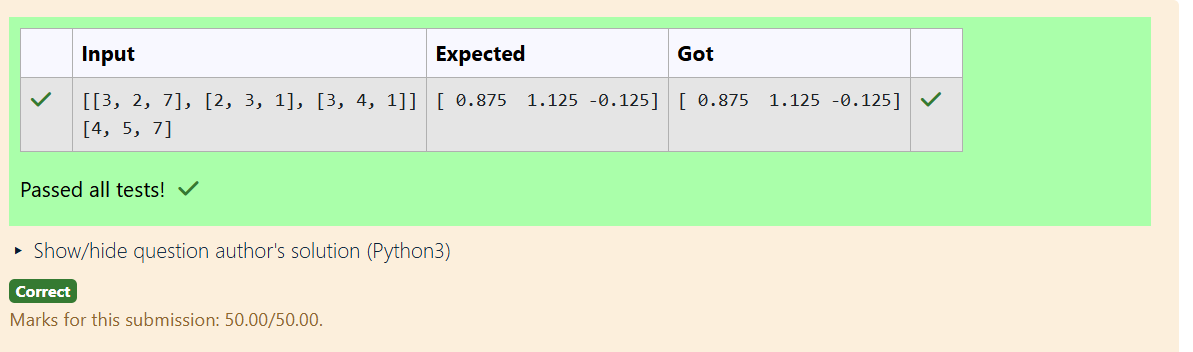 Input Expected Got
[[3, 2, 7], [2, 3, 1], [3, 4, 1]] [ 0.875  1.125 -0.125] [ 0.875  1.125 -0.125]
[4, 5, 7]
Passed all tests!
Show/hide question author's solution (Python3)
Correct
Marks for this submission: 50.00/50.00.